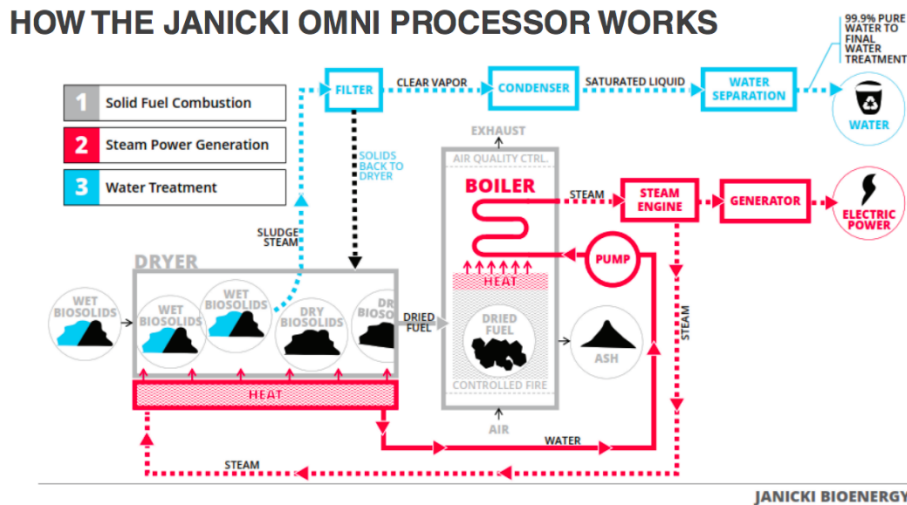 HOW THE JANICKI OMNI PROCESSOR WORKS
99.9% PURE
WATER TO
FINAL
WATER
TREATMENT
1 Solid Fuel Combustion
2 Steam Power Generation
3 Water Treatment
FILTER
CLEAR VAPOR
CONDENSER
SATURATED LIQUID
WATER
SEPARATION
WATER
SOLIDS
BACK TO
DRYER
EXHAUST
AIR QUALITY CTRL.
BOILER
STEAM
STEAM
ENGINE
GENERATOR
ELECTRIC
POWER
SLUDGE
STEAM
DRYER
WET
BIOSOLIDS
WET
BIOSOLIDS
WET
BIOSOLIDS
DRY
BIOSOLIDS
DR
BIOSO
DRIED
FUEL
HEAT
PUMP
HEAT
DRIED
FUEL
CONTROLLED FIRE
ASH
STEAM
AIR
WATER
STEAM
JANICKI BIOENERGY